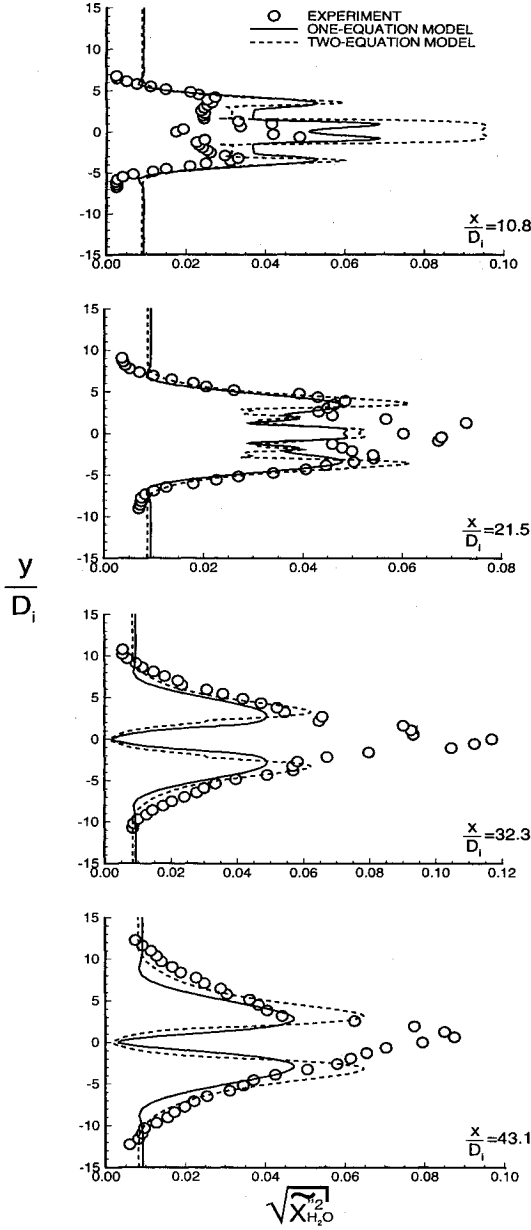 EXPERIMENT
ONE-EQUATION MODEL
TWO-EQUATION MODEL
15
10
5
0
-5
-10
-15
0.00 0.02 0.04 0.06 0.08 0.10
x/D_i=10.8
15
10
5
0
-5
-10
-15
0.00 0.02 0.04 0.06 0.08
x/D_i=21.5
y/D_i
15
10
5
0
-5
-10
-15
0.00 0.02 0.04 0.06 0.08 0.10 0.12
x/D_i=32.3
15
10
5
0
-5
-10
-15
0.00 0.02 0.04 0.06 0.08 0.10
x/D_i=43.1
√X̃''²_H₂O